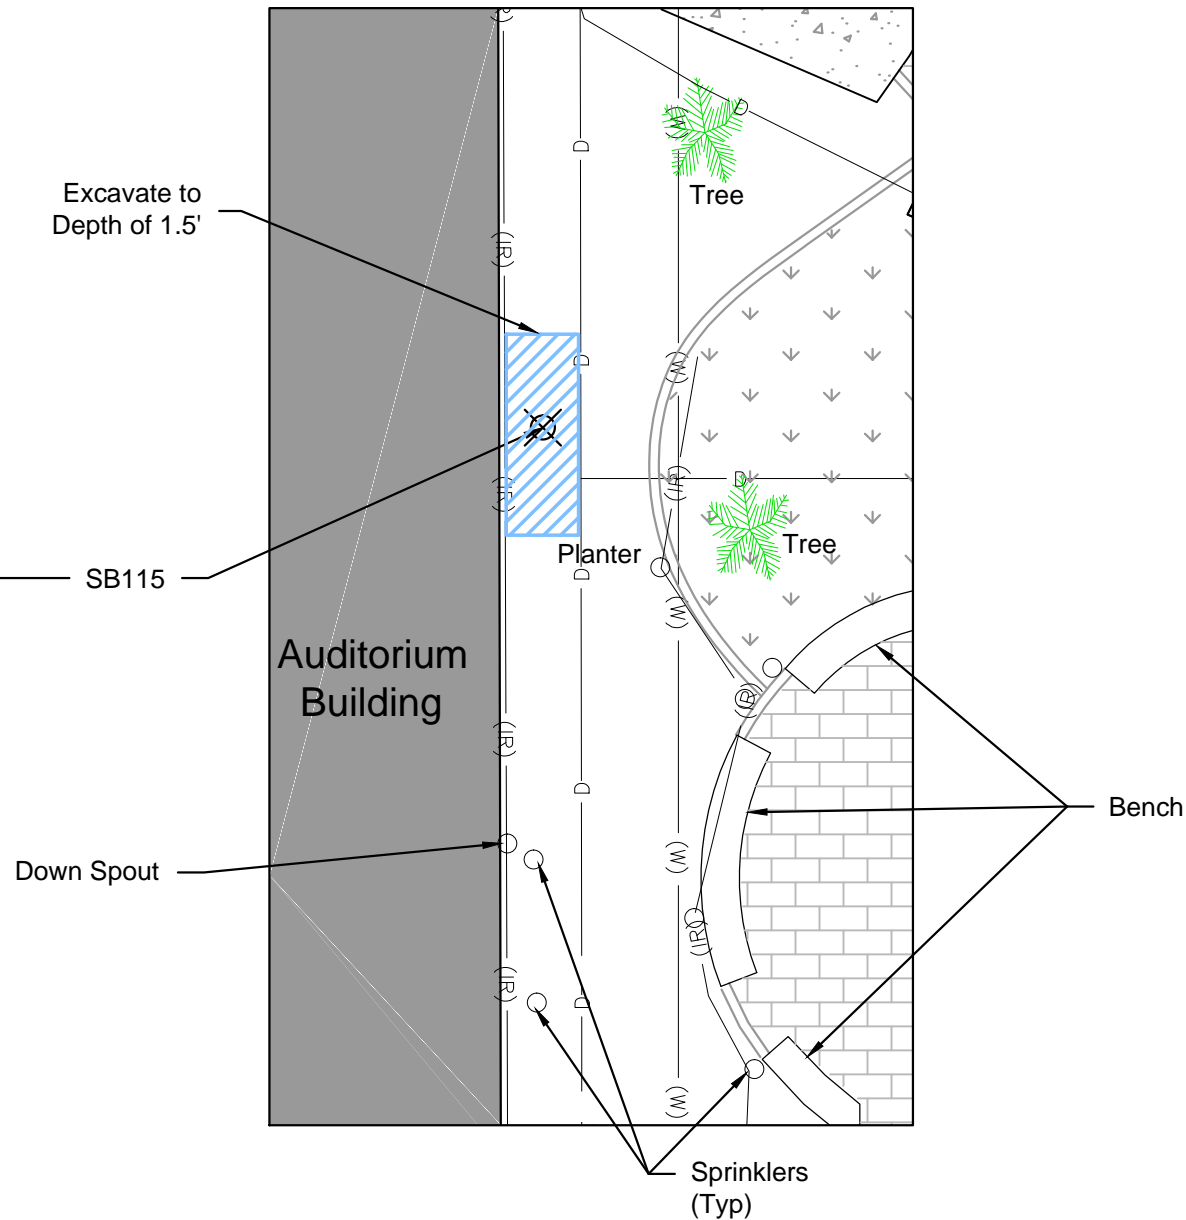 Excavate to
Depth of 1.5'
SB115
Auditorium
Building
Down Spout
Tree
Planter
Tree
Bench
Sprinklers
(Typ)
D
D
D
D
D
D
D
(IR)
(IR)
(IR)
(IR)
(IR)
(IR)
(W)
(W)
(W)
(W)
(W)